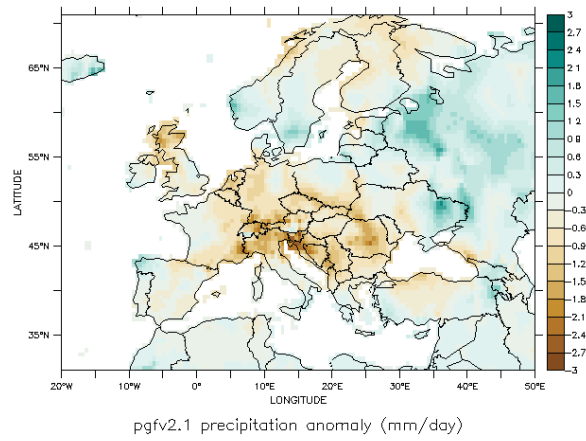 65°N
55°N
45°N
35°N
LATITUDE
20°W 10°W 0° 10°E 20°E 30°E 40°E 50°E
LONGITUDE
3
2.7
2.4
2.1
1.8
1.5
1.2
0.9
0.6
0.3
0
-0.3
-0.6
-0.9
-1.2
-1.5
-1.8
-2.1
-2.4
-2.7
-3
pgfv2.1 precipitation anomaly (mm/day)